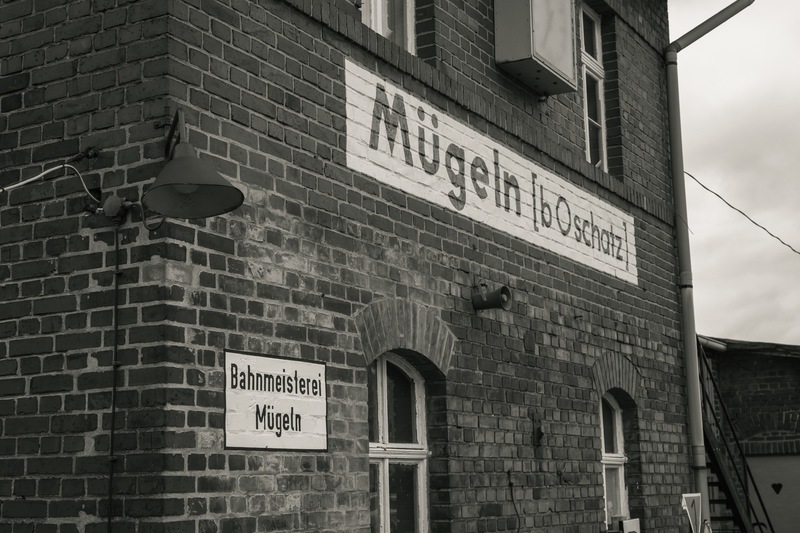 Mügeln [b Oschatz]
Bahnmeisterei
Mügeln